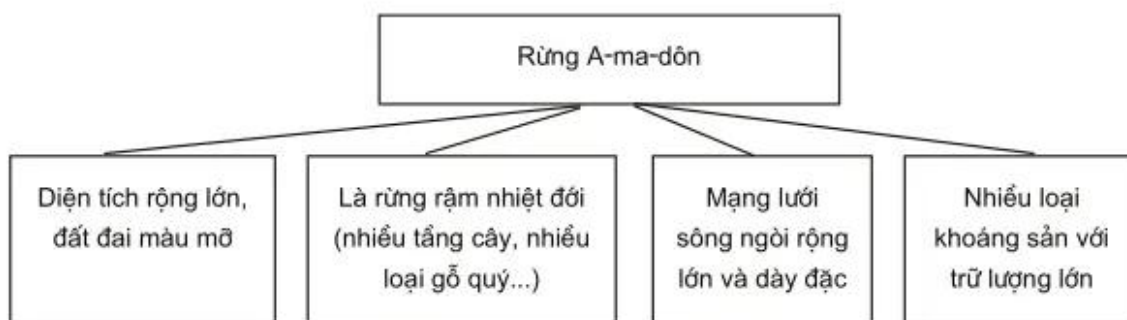 Rừng A-ma-dôn
Diện tích rộng lớn,
đất đai màu mỡ
Là rừng rậm nhiệt đới
(nhiều tầng cây, nhiều
loại gỗ quý...)
Mạng lưới
sông ngòi rộng
lớn và dày đặc
Nhiều loại
khoáng sản với
trữ lượng lớn